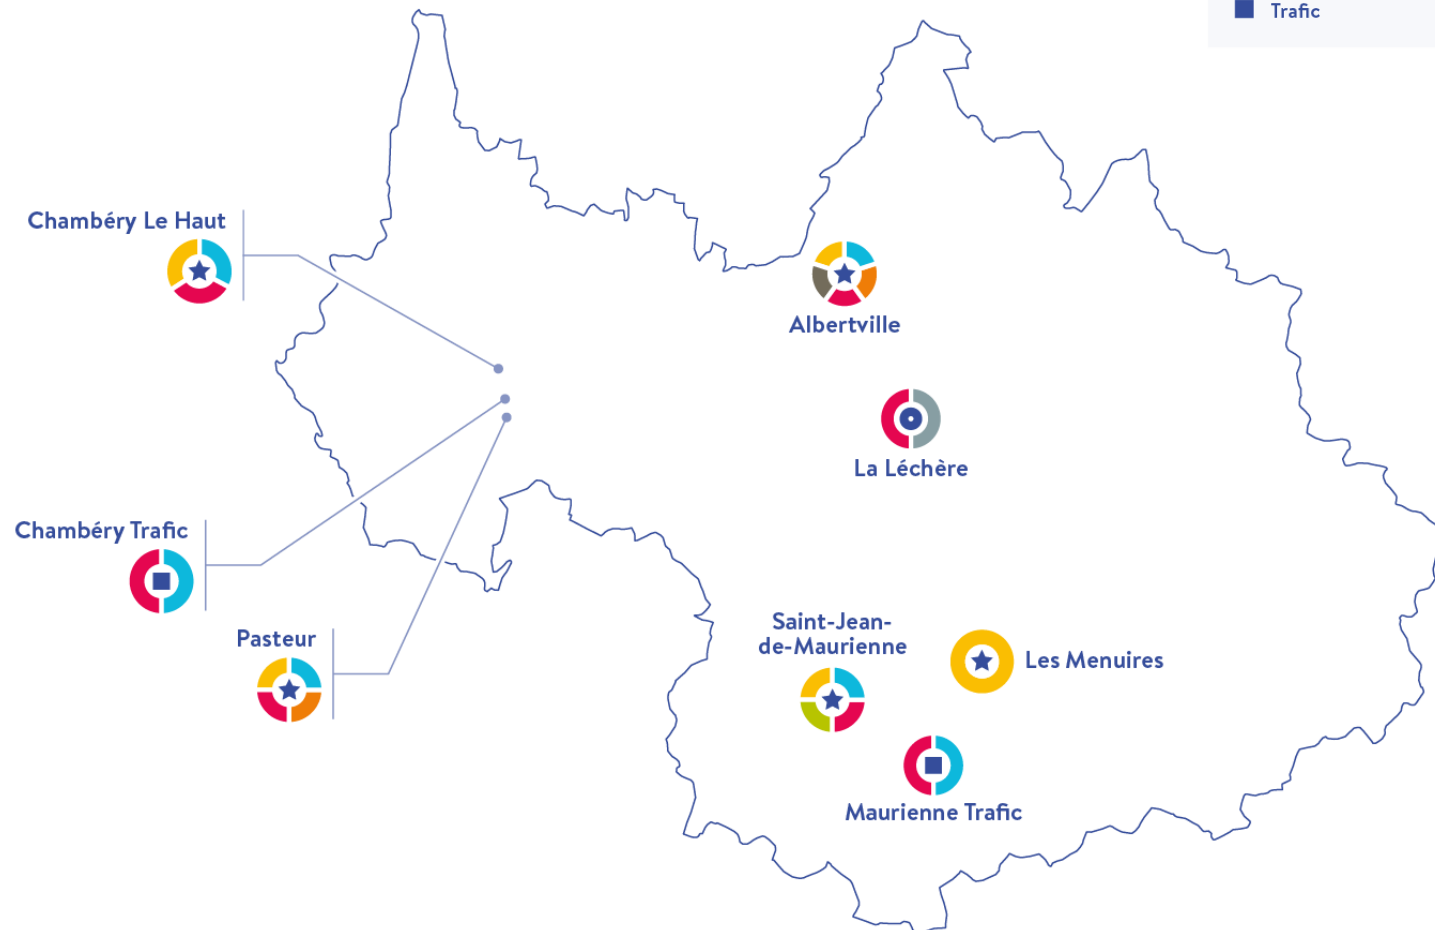 Trafic
Chambéry Le Haut
Albertville
La Léchère
Chambéry Trafic
Pasteur
Saint-Jean-
de-Maurienne
Les Menuires
Maurienne Trafic